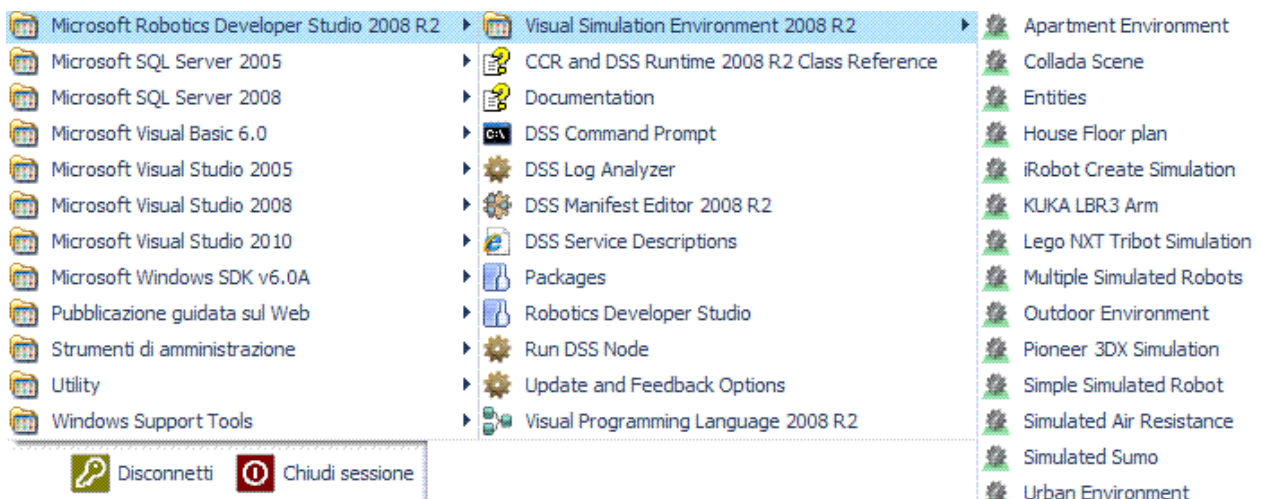 Microsoft Robotics Developer Studio 2008 R2
Microsoft SQL Server 2005
Microsoft SQL Server 2008
Microsoft Visual Basic 6.0
Microsoft Visual Studio 2005
Microsoft Visual Studio 2008
Microsoft Visual Studio 2010
Microsoft Windows SDK v6.0A
Pubblicazione guidata sul Web
Strumenti di amministrazione
Utility
Windows Support Tools
Disconnetti
Chiudi sessione
Visual Simulation Environment 2008 R2
CCR and DSS Runtime 2008 R2 Class Reference
Documentation
DSS Command Prompt
DSS Log Analyzer
DSS Manifest Editor 2008 R2
DSS Service Descriptions
Packages
Robotics Developer Studio
Run DSS Node
Update and Feedback Options
Visual Programming Language 2008 R2
Apartment Environment
Collada Scene
Entities
House Floor plan
iRobot Create Simulation
KUKA LBR3 Arm
Lego NXT Tribot Simulation
Multiple Simulated Robots
Outdoor Environment
Pioneer 3DX Simulation
Simple Simulated Robot
Simulated Air Resistance
Simulated Sumo
Urban Environment